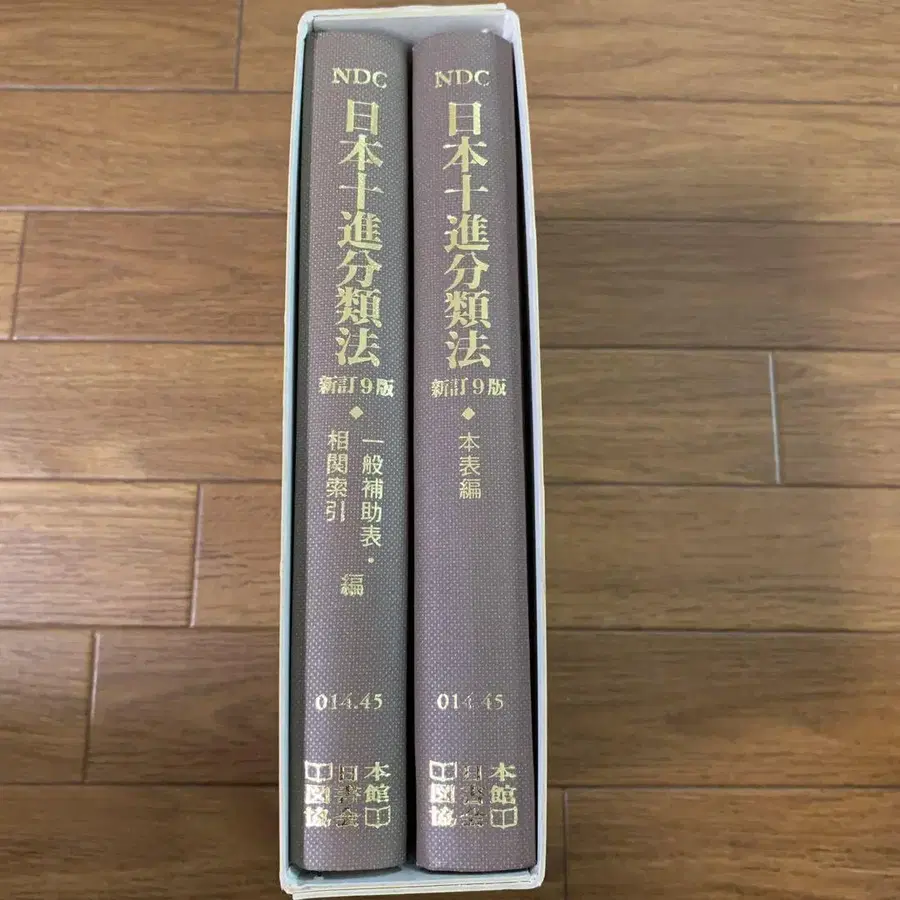 NDC
日本十進分類法
新訂9版
◆
一般補助表・
相関索引
編
014.45
日本
図書館
協会
NDC
日本十進分類法
新訂9版
◆
本表編
014 45
日本
図書館
協会